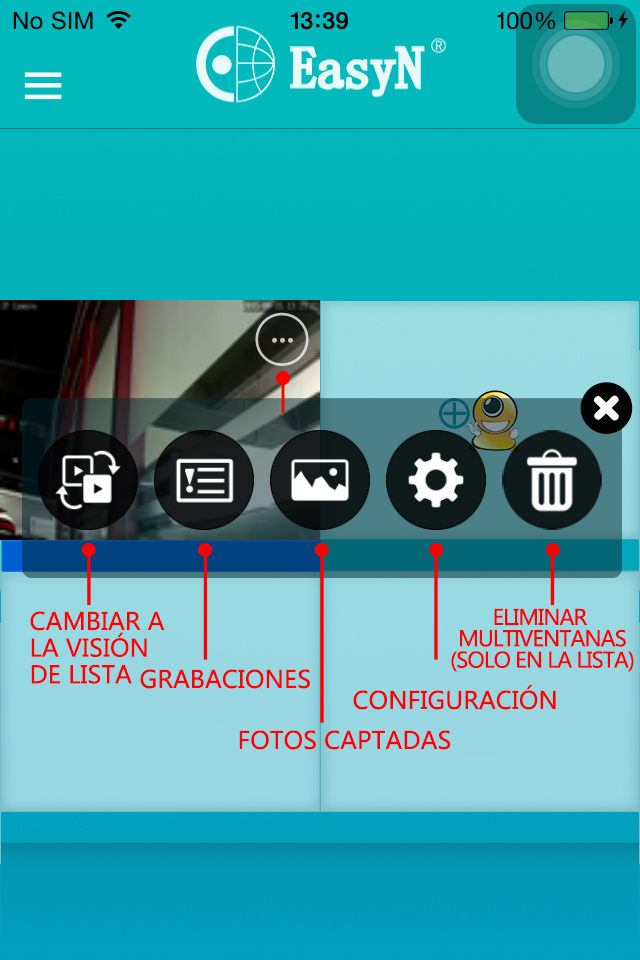 No SIM 13:39 100%
EasyN®
CAMBIAR A
LA VISIÓN
DE LISTA
GRABACIONES
FOTOS CAPTADAS
CONFIGURACIÓN
ELIMINAR
MULTIVENTANAS
(SOLO EN LA LISTA)